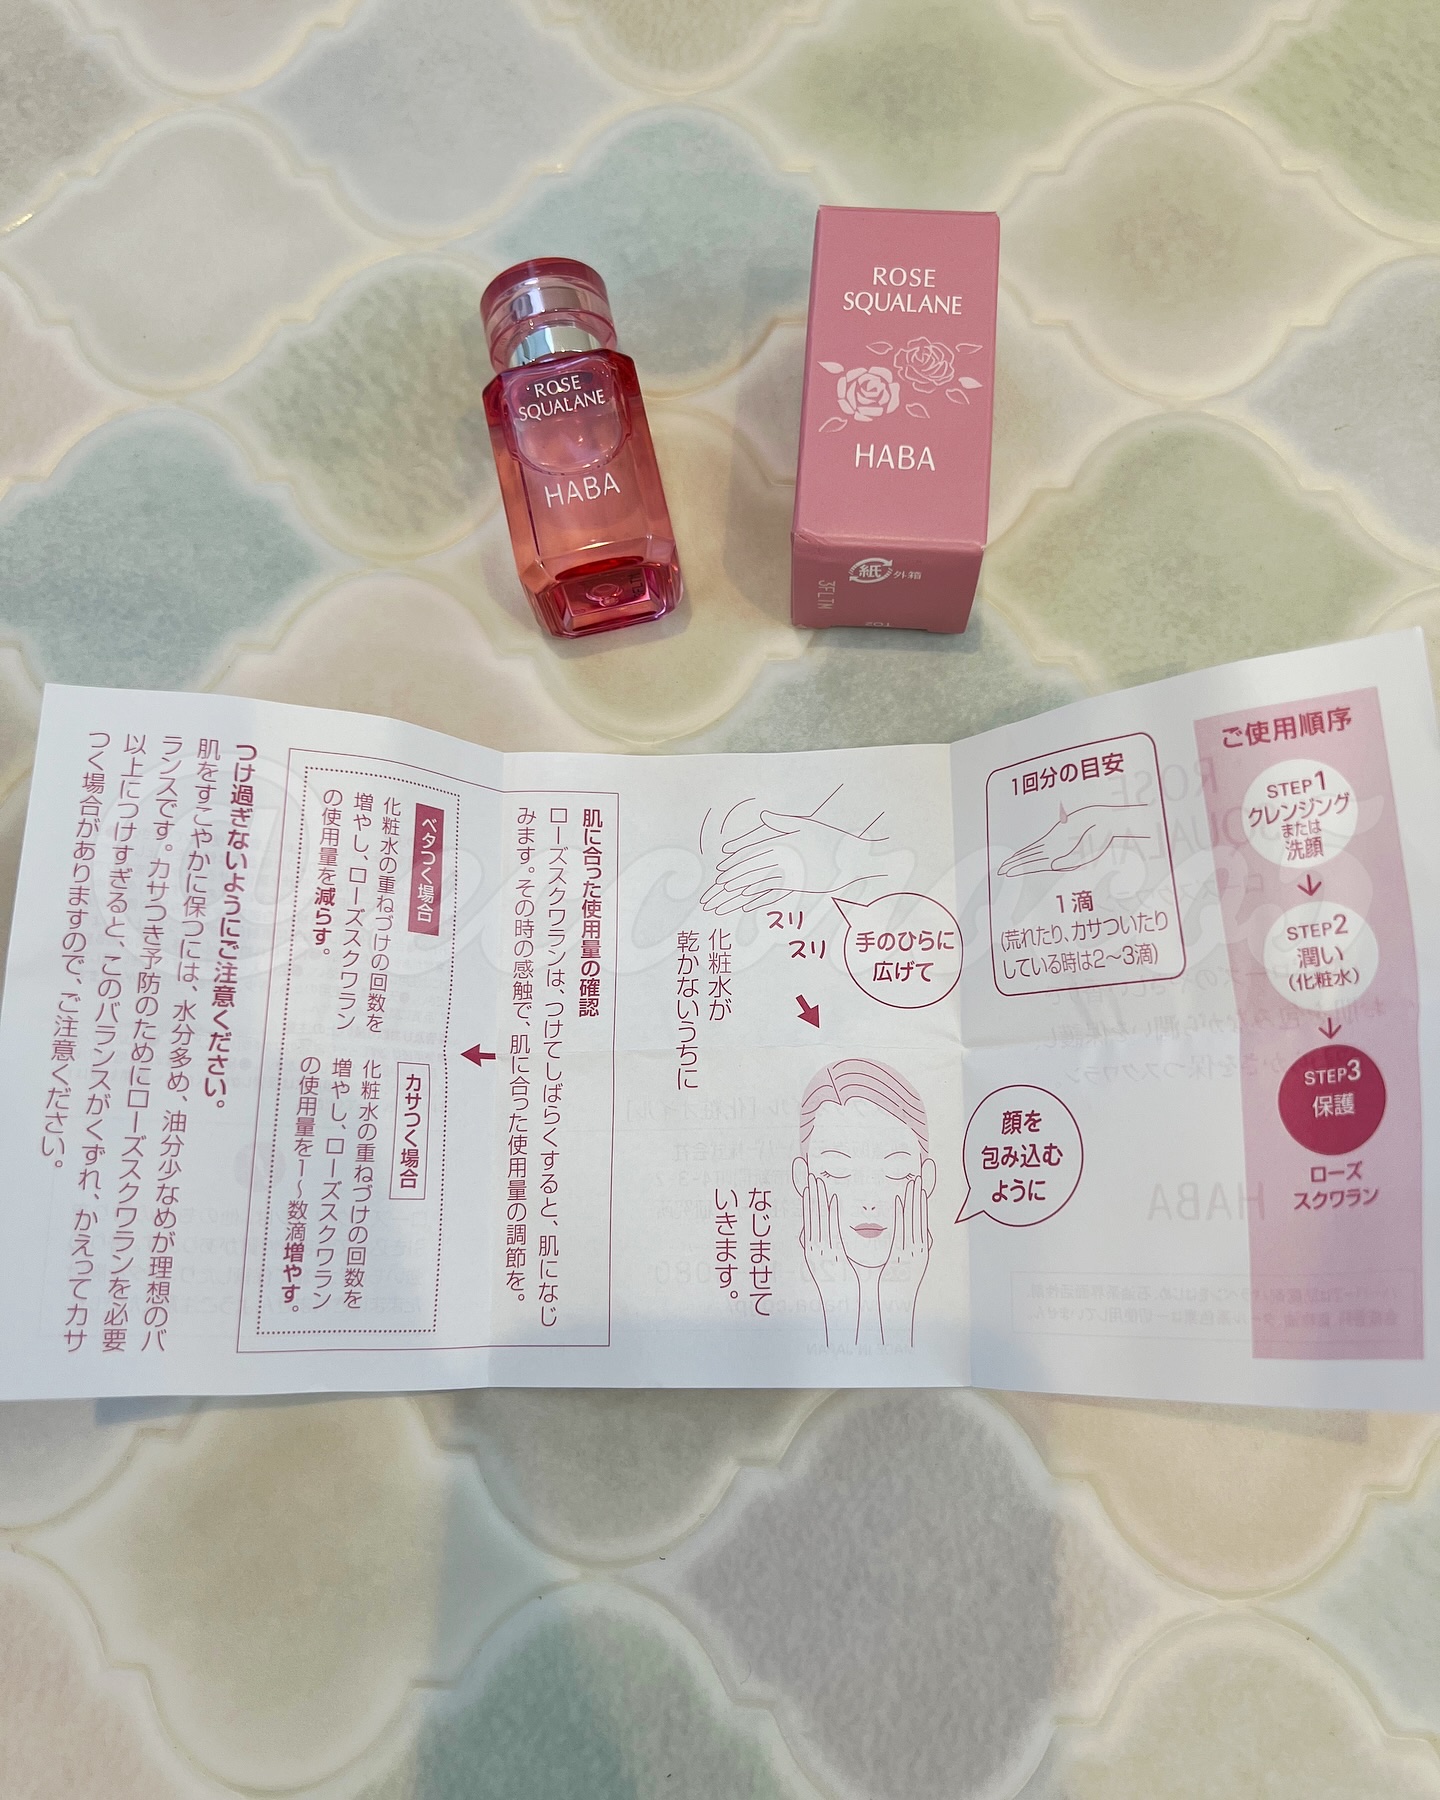 ROSE
SQUALANE
HABA
ROSE
SQUALANE
HABA
紙 外箱
3FLTM
ご使用順序
STEP1
クレンジング
または
洗顔
STEP2
潤い
(化粧水)
STEP3
保護
ローズ
スクワラン
1回分の目安
1滴
(荒れたり、カサついたり
している時は2〜3滴)
手のひらに
広げて
スリ
スリ
化粧水が
乾かないうちに
顔を
包み込む
ように
なじませて
いきます。
肌に合った使用量の確認
ローズスクワランは、つけてしばらくすると、肌になじ
みます。その時の感触で、肌に合った使用量の調節を。
ベタつく場合
化粧水の重ねづけの回数を
増やし、ローズスクワラン
の使用量を減らす。
カサつく場合
化粧水の重ねづけの回数を
増やし、ローズスクワラン
の使用量を1〜数滴増やす。
つけ過ぎないようにご注意ください。
肌をすこやかに保つには、水分多め、油分少なめが理想のバ
ランスです。カサつき予防のためにローズスクワランを必要
以上につけすぎると、このバランスがくずれ、かえってカサ
つく場合がありますので、ご注意ください。